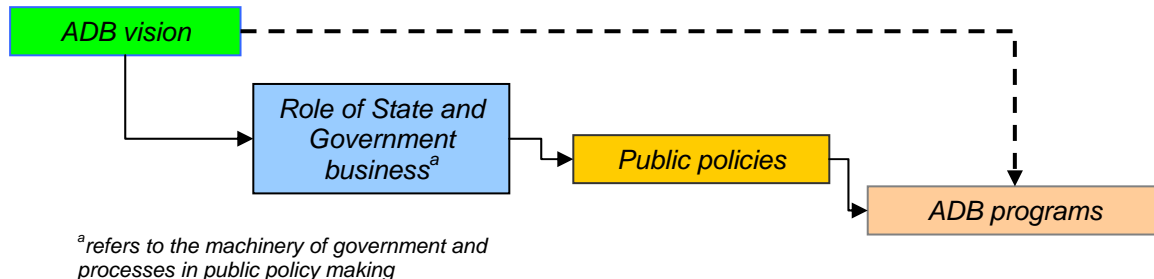 ADB vision
Role of State and
Government
business^a
Public policies
ADB programs
^a refers to the machinery of government and
processes in public policy making